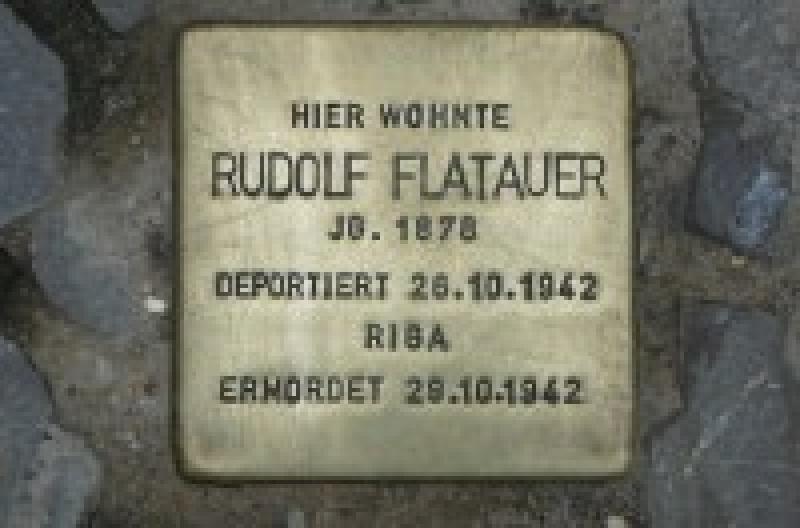 HIER WOHNTE
RUDOLF FLATAUER
JG. 1878
DEPORTIERT 26.10.1942
RIGA
ERMORDET 29.10.1942